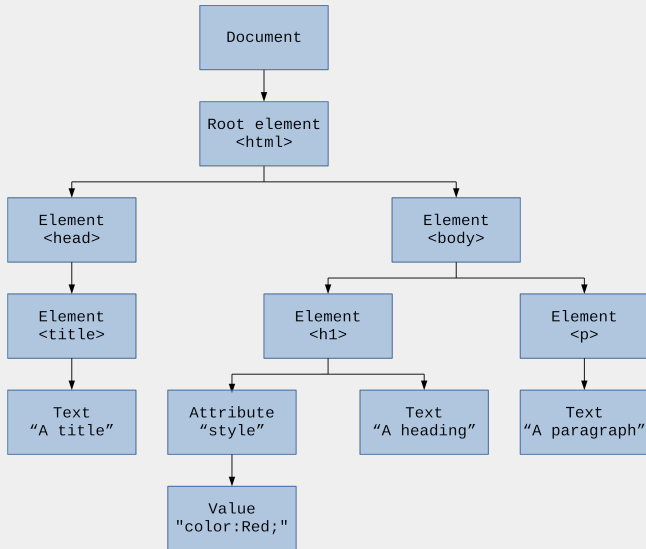 Document
Root element
<html>
Element
<head>
Element
<body>
Element
<title>
Element
<h1>
Element
<p>
Text
“A title”
Attribute
“style”
Text
“A heading”
Text
“A paragraph”
Value
"color:Red;"